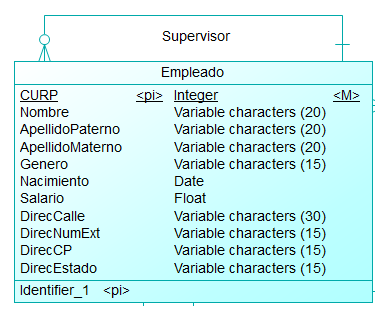 Supervisor
Empleado
CURP <pi> Integer <M>
Nombre Variable characters (20)
ApellidoPaterno Variable characters (20)
ApellidoMaterno Variable characters (20)
Genero Variable characters (15)
Nacimiento Date
Salario Float
DirecCalle Variable characters (30)
DirecNumExt Variable characters (15)
DirecCP Variable characters (15)
DirecEstado Variable characters (15)
Identifier_1 <pi>